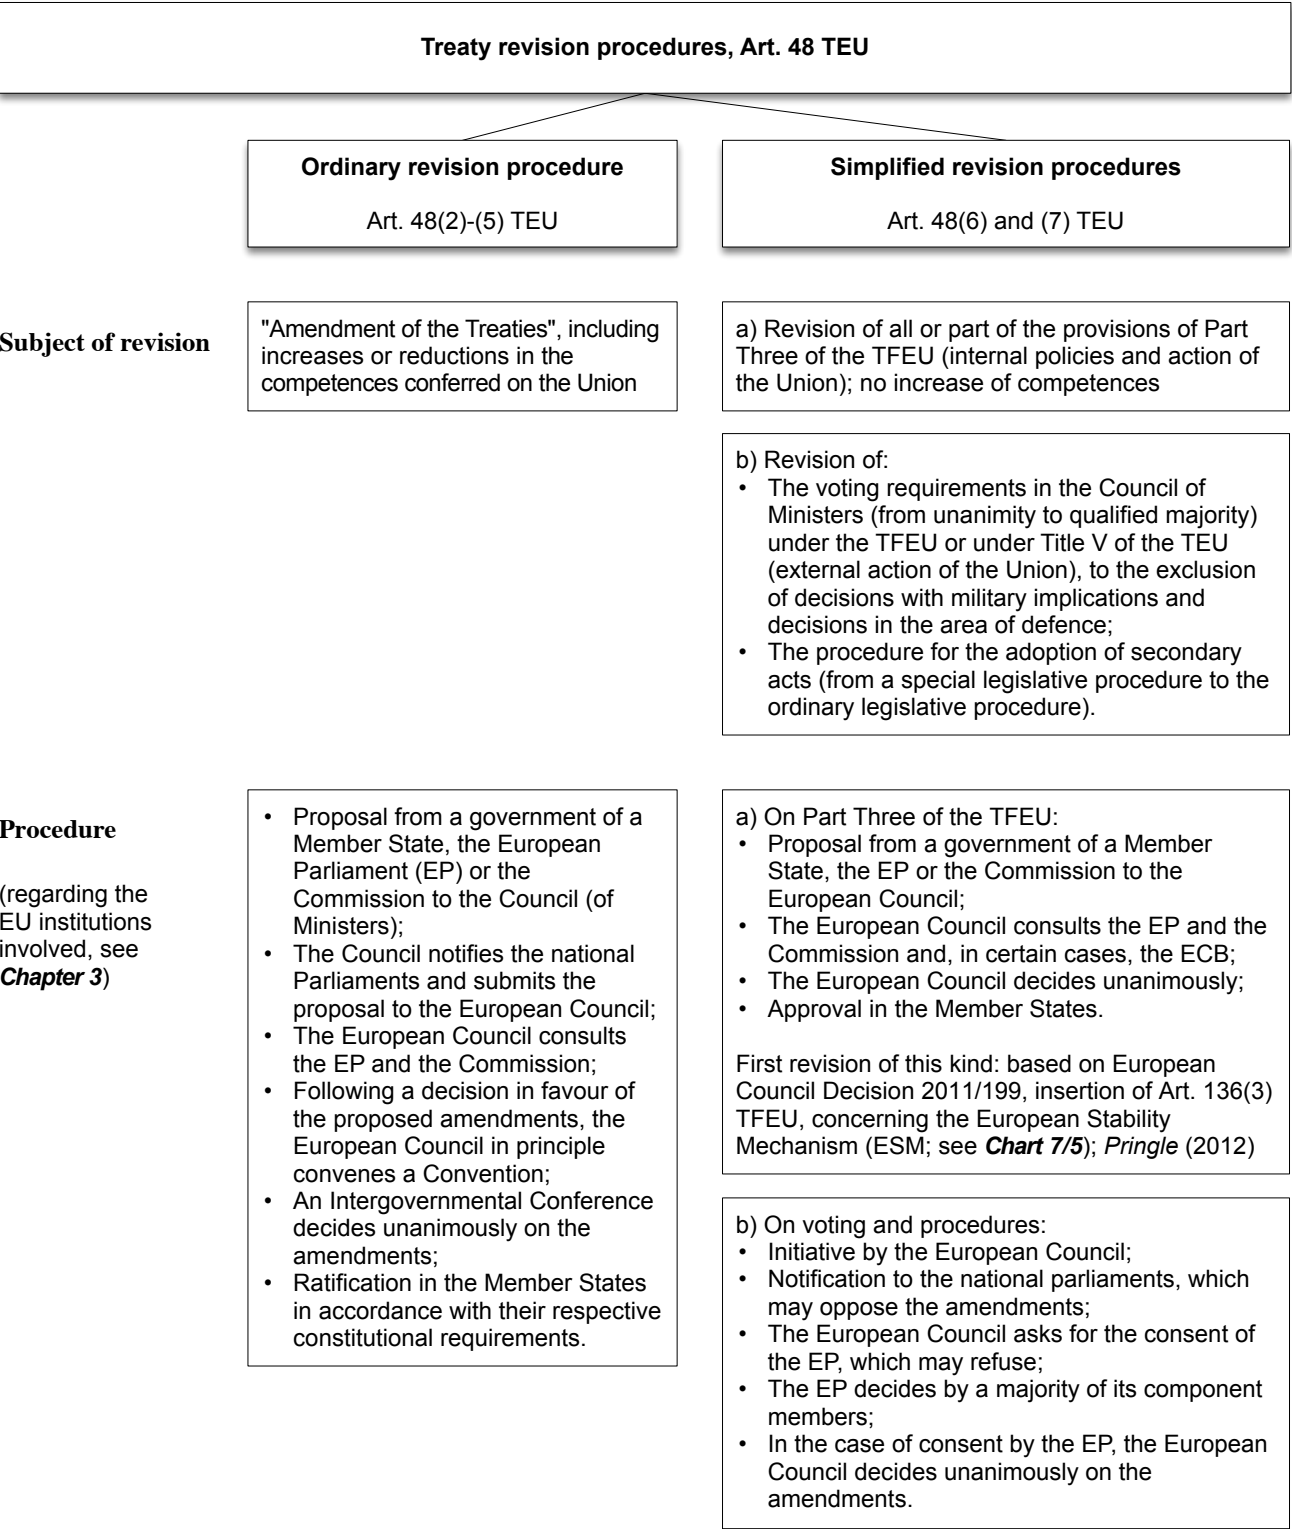 Treaty revision procedures, Art. 48 TEU
Ordinary revision procedure
Art. 48(2)-(5) TEU
Simplified revision procedures
Art. 48(6) and (7) TEU
Subject of revision
"Amendment of the Treaties", including
increases or reductions in the
competences conferred on the Union
a) Revision of all or part of the provisions of Part
Three of the TFEU (internal policies and action of
the Union); no increase of competences
b) Revision of:
• The voting requirements in the Council of
Ministers (from unanimity to qualified majority)
under the TFEU or under Title V of the TEU
(external action of the Union), to the exclusion
of decisions with military implications and
decisions in the area of defence;
• The procedure for the adoption of secondary
acts (from a special legislative procedure to the
ordinary legislative procedure).
Procedure
(regarding the
EU institutions
involved, see
Chapter 3)
• Proposal from a government of a
Member State, the European
Parliament (EP) or the
Commission to the Council (of
Ministers);
• The Council notifies the national
Parliaments and submits the
proposal to the European Council;
• The European Council consults
the EP and the Commission;
• Following a decision in favour of
the proposed amendments, the
European Council in principle
convenes a Convention;
• An Intergovernmental Conference
decides unanimously on the
amendments;
• Ratification in the Member States
in accordance with their respective
constitutional requirements.
a) On Part Three of the TFEU:
• Proposal from a government of a Member
State, the EP or the Commission to the
European Council;
• The European Council consults the EP and the
Commission and, in certain cases, the ECB;
• The European Council decides unanimously;
• Approval in the Member States.
First revision of this kind: based on European
Council Decision 2011/199, insertion of Art. 136(3)
TFEU, concerning the European Stability
Mechanism (ESM; see Chart 7/5); Pringle (2012)
b) On voting and procedures:
• Initiative by the European Council;
• Notification to the national parliaments, which
may oppose the amendments;
• The European Council asks for the consent of
the EP, which may refuse;
• The EP decides by a majority of its component
members;
• In the case of consent by the EP, the European
Council decides unanimously on the
amendments.